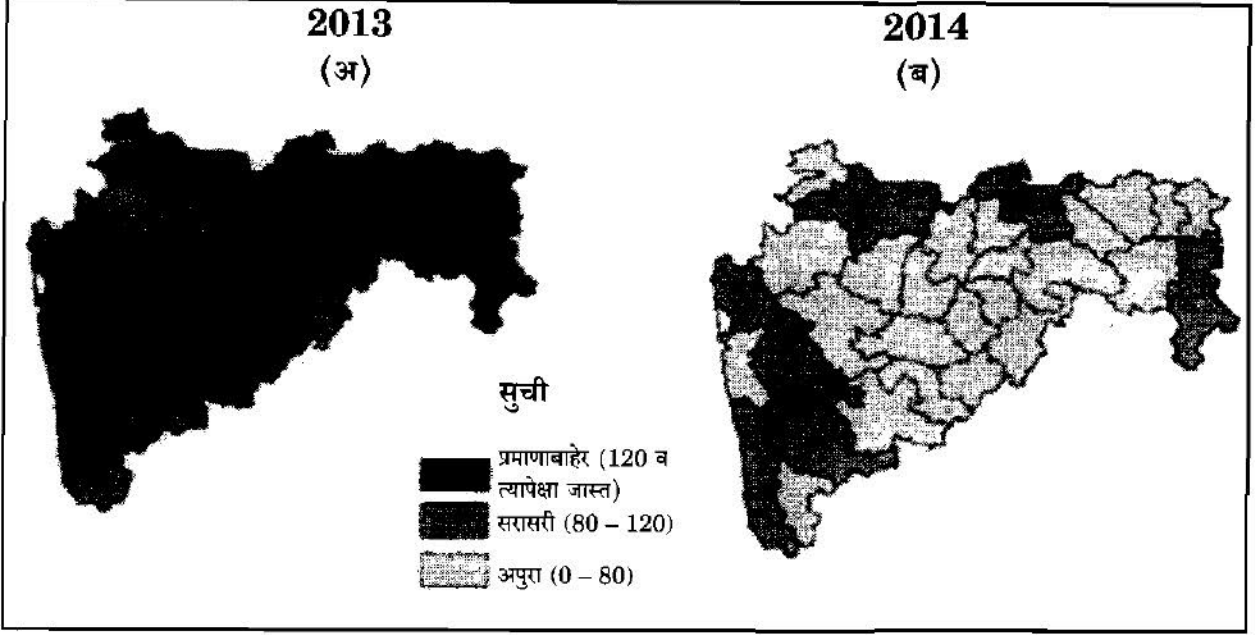 2013
(अ)
2014
(ब)
सुची
प्रमाणाबाहेर (120 व
त्यापेक्षा जास्त)
सरासरी (80 – 120)
अपुरा (0 – 80)